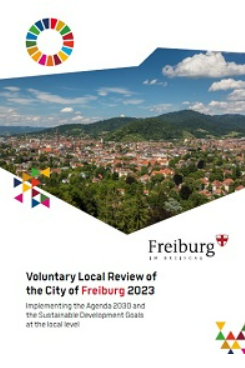 Freiburg
IM BREISGAU
Voluntary Local Review of
the City of Freiburg 2023
Implementing the Agenda 2030 and
the Sustainable Development Goals
at the local level